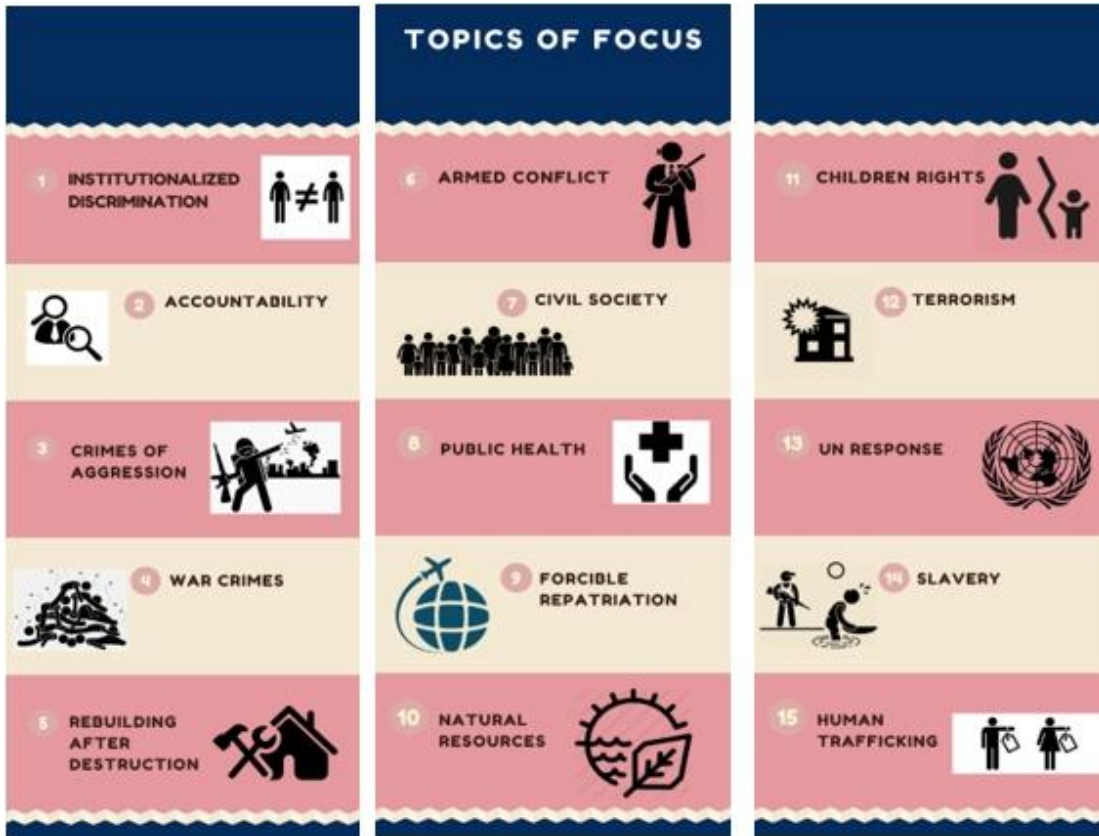 TOPICS OF FOCUS
1 INSTITUTIONALIZED
DISCRIMINATION
2 ACCOUNTABILITY
3 CRIMES OF
AGGRESSION
4 WAR CRIMES
5 REBUILDING
AFTER
DESTRUCTION
6 ARMED CONFLICT
7 CIVIL SOCIETY
8 PUBLIC HEALTH
9 FORCIBLE
REPATRIATION
10 NATURAL
RESOURCES
11 CHILDREN RIGHTS
12 TERRORISM
13 UN RESPONSE
14 SLAVERY
15 HUMAN
TRAFFICKING